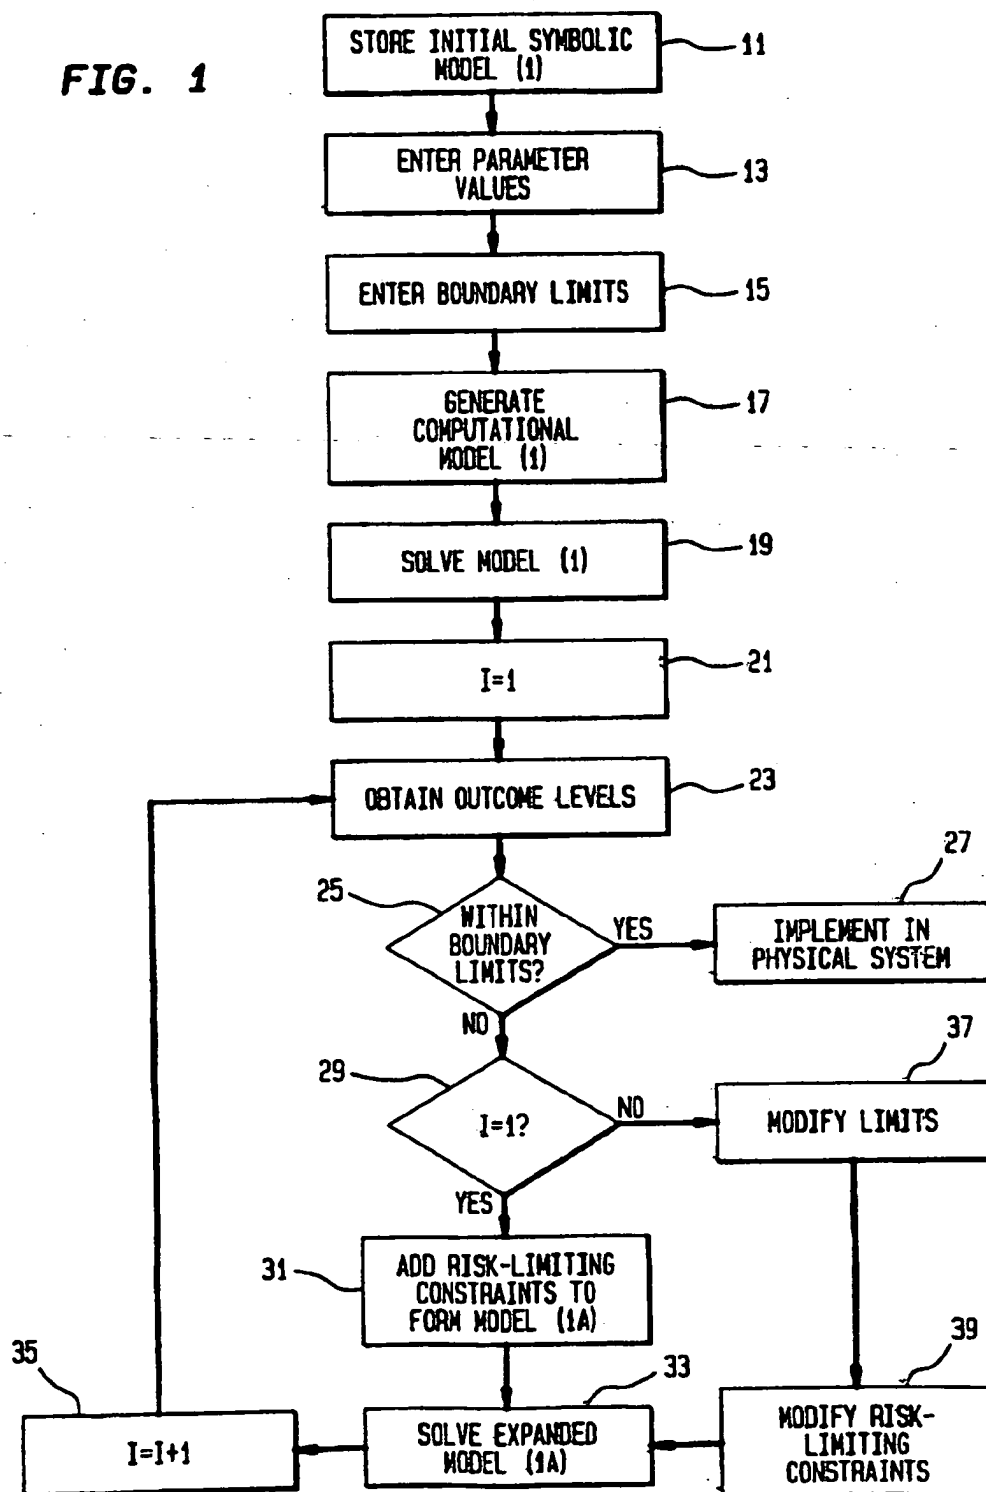 FIG. 1
STORE INITIAL SYMBOLIC
MODEL (1)
11
ENTER PARAMETER
VALUES
13
ENTER BOUNDARY LIMITS
15
GENERATE
COMPUTATIONAL
MODEL (1)
17
SOLVE MODEL (1)
19
I=1
21
OBTAIN OUTCOME LEVELS
23
25
WITHIN
BOUNDARY
LIMITS?
YES
27
IMPLEMENT IN
PHYSICAL SYSTEM
NO
29
I=1?
NO
37
MODIFY LIMITS
YES
31
ADD RISK-LIMITING
CONSTRAINTS TO
FORM MODEL (1A)
35
I=I+1
33
SOLVE EXPANDED
MODEL (1A)
39
MODIFY RISK-
LIMITING
CONSTRAINTS